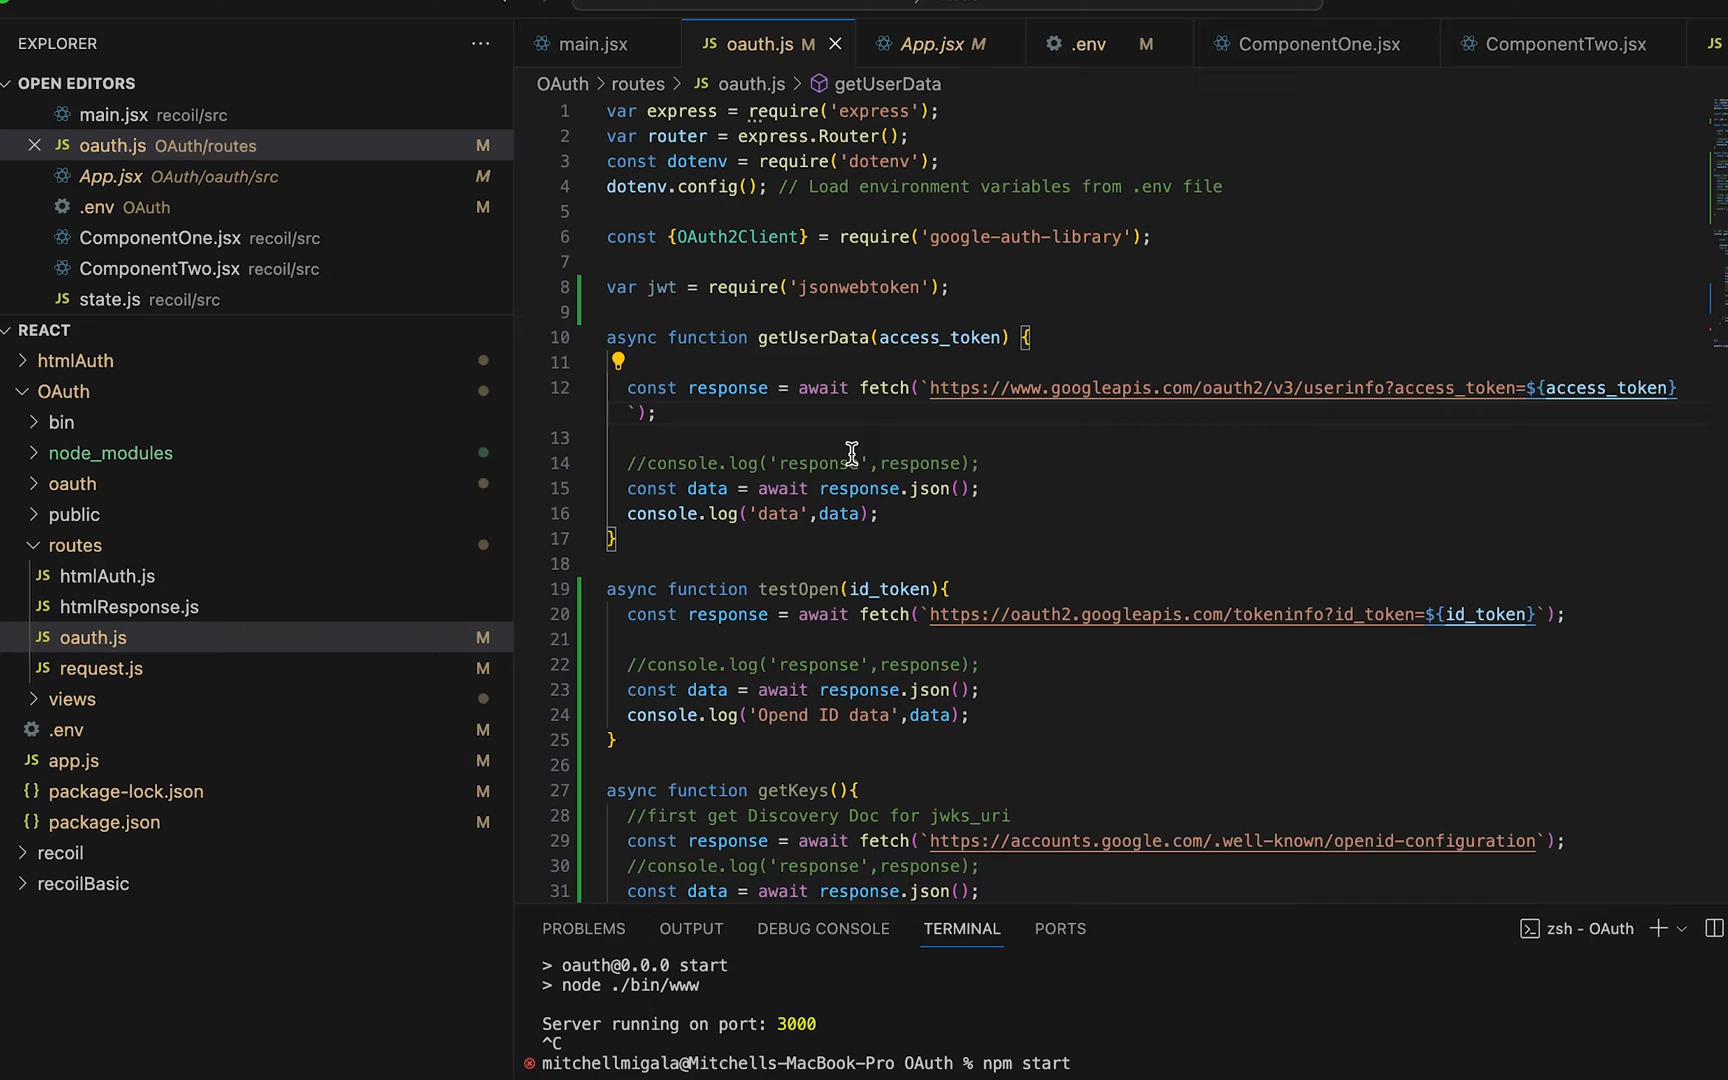 EXPLORER
OPEN EDITORS
main.jsx recoil/src
oauth.js OAuth/routes M
App.jsx OAuth/oauth/src M
.env OAuth M
ComponentOne.jsx recoil/src
ComponentTwo.jsx recoil/src
JS state.js recoil/src
REACT
htmlAuth
OAuth
bin
node_modules
oauth
public
routes
JS htmlAuth.js
JS htmlResponse.js
JS oauth.js M
JS request.js M
views
.env M
JS app.js M
{} package-lock.json M
{} package.json M
recoil
recoilBasic
main.jsx JS oauth.js M App.jsx M .env M ComponentOne.jsx ComponentTwo.jsx JS
OAuth > routes > JS oauth.js > getUserData
1 var express = require('express');
2 var router = express.Router();
3 const dotenv = require('dotenv');
4 dotenv.config(); // Load environment variables from .env file
5
6 const {OAuth2Client} = require('google-auth-library');
7
8 var jwt = require('jsonwebtoken');
9
10 async function getUserData(access_token) {
11
12 const response = await fetch(`https://www.googleapis.com/oauth2/v3/userinfo?access_token=${access_token}
`);
13
14 //console.log('response',response);
15 const data = await response.json();
16 console.log('data',data);
17 }
18
19 async function testOpen(id_token){
20 const response = await fetch(`https://oauth2.googleapis.com/tokeninfo?id_token=${id_token}`);
21
22 //console.log('response',response);
23 const data = await response.json();
24 console.log('Opend ID data',data);
25 }
26
27 async function getKeys(){
28 //first get Discovery Doc for jwks_uri
29 const response = await fetch(`https://accounts.google.com/.well-known/openid-configuration`);
30 //console.log('response',response);
31 const data = await response.json();
PROBLEMS OUTPUT DEBUG CONSOLE TERMINAL PORTS zsh - OAuth
> oauth@0.0.0 start
> node ./bin/www
Server running on port: 3000
^C
mitchellmigala@Mitchells-MacBook-Pro OAuth % npm start